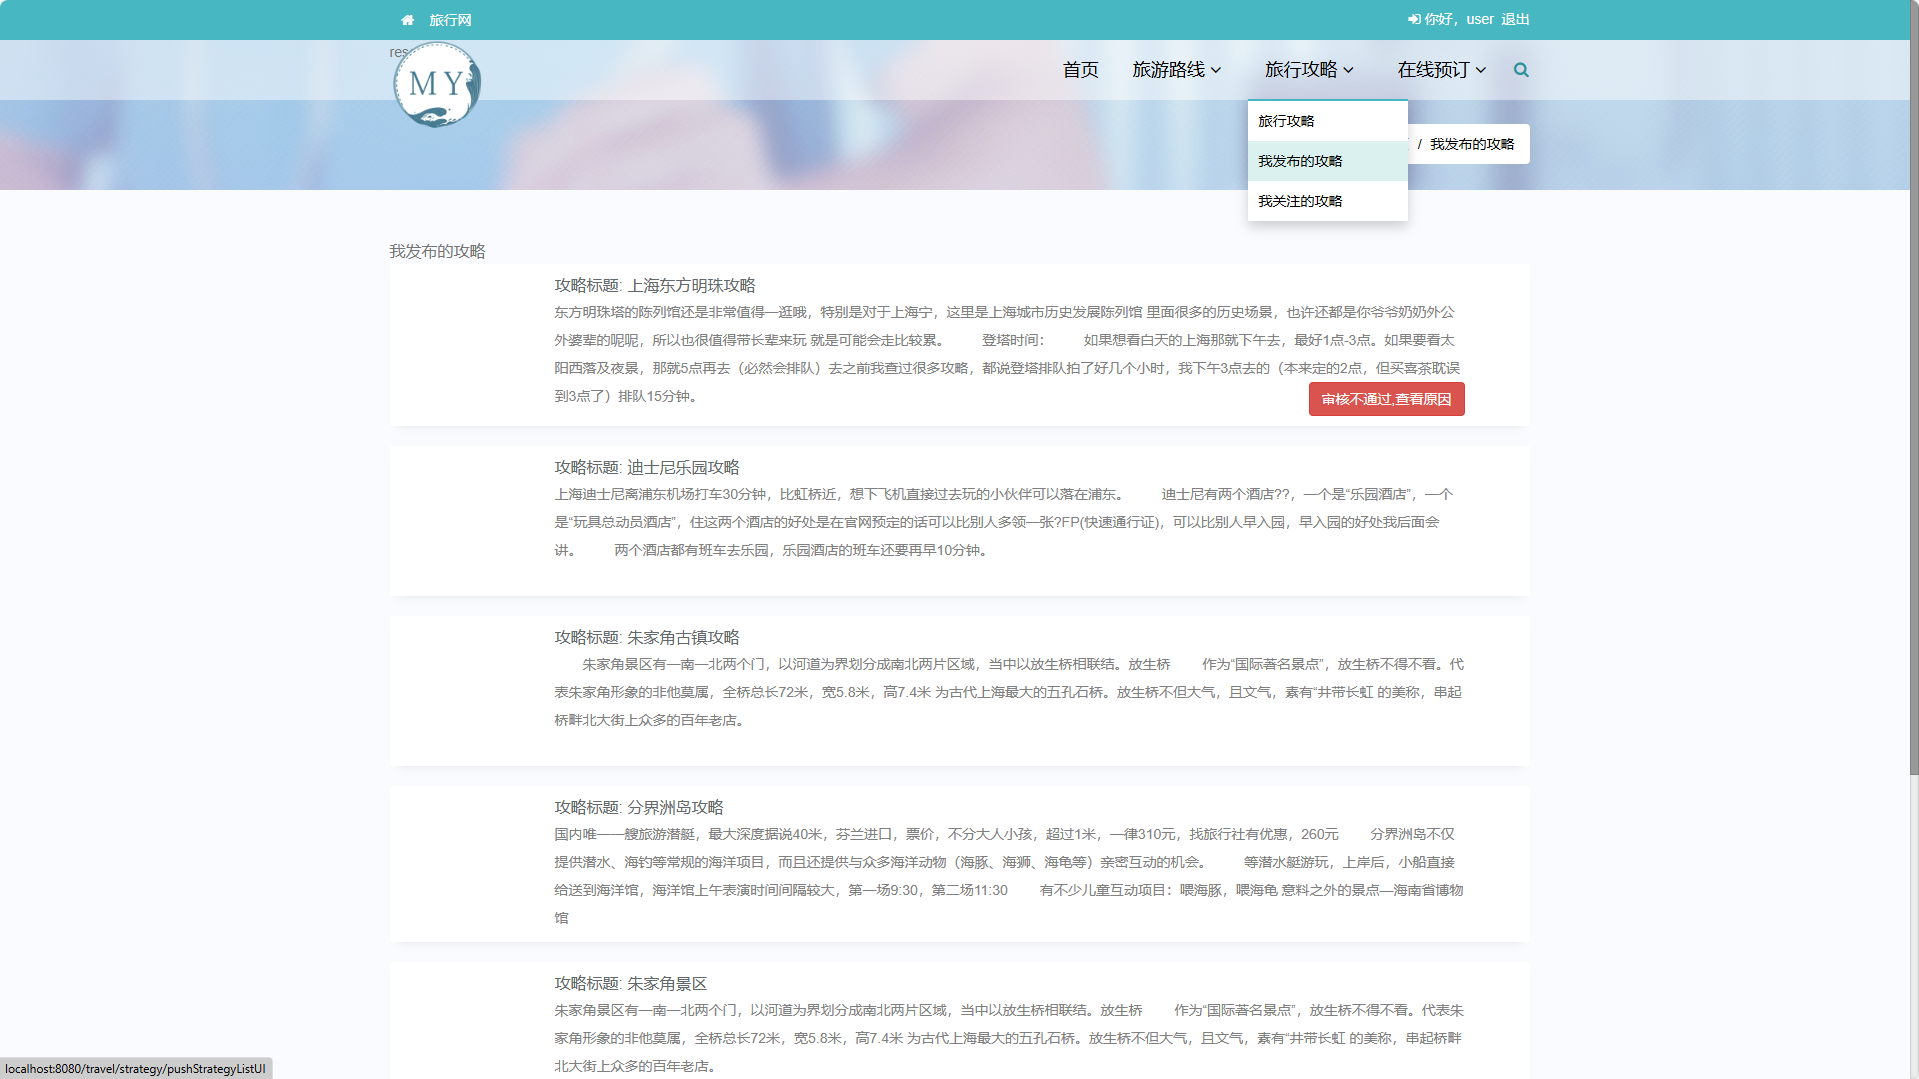 旅行网
你好，user 退出
res
MY
首页 旅游路线 旅行攻略 在线预订
旅行攻略
/ 我发布的攻略
我发布的攻略
我关注的攻略
我发布的攻略
攻略标题: 上海东方明珠攻略
东方明珠塔的陈列馆还是非常值得一逛哦，特别是对于上海宁，这里是上海城市历史发展陈列馆 里面很多的历史场景，也许还都是你爷爷奶奶外公
外婆辈的呢呢，所以也很值得带长辈来玩 就是可能会走比较累。 登塔时间： 如果想看白天的上海那就下午去，最好1点-3点。如果要看太
阳西落及夜景，那就5点再去（必然会排队）去之前我查过很多攻略，都说登塔排队拍了好几个小时，我下午3点去的（本来定的2点，但买喜茶耽误
到3点了）排队15分钟。
审核不通过,查看原因
攻略标题: 迪士尼乐园攻略
上海迪士尼离浦东机场打车30分钟，比虹桥近，想下飞机直接过去玩的小伙伴可以落在浦东。 迪士尼有两个酒店??，一个是“乐园酒店”，一个
是“玩具总动员酒店”，住这两个酒店的好处是在官网预定的话可以比别人多领一张?FP(快速通行证)，可以比别人早入园，早入园的好处我后面会
讲。 两个酒店都有班车去乐园，乐园酒店的班车还要再早10分钟。
攻略标题: 朱家角古镇攻略
朱家角景区有一南一北两个门，以河道为界划分成南北两片区域，当中以放生桥相联结。放生桥 作为“国际著名景点”，放生桥不得不看。代
表朱家角形象的非他莫属，全桥总长72米，宽5.8米，高7.4米 为古代上海最大的五孔石桥。放生桥不但大气，且文气，素有“井带长虹 的美称，串起
桥畔北大街上众多的百年老店。
攻略标题: 分界洲岛攻略
国内唯一一艘旅游潜艇，最大深度据说40米，芬兰进口，票价，不分大人小孩，超过1米，一律310元，找旅行社有优惠，260元 分界洲岛不仅
提供潜水、海钓等常规的海洋项目，而且还提供与众多海洋动物（海豚、海狮、海龟等）亲密互动的机会。 等潜水艇游玩，上岸后，小船直接
给送到海洋馆，海洋馆上午表演时间间隔较大，第一场9:30，第二场11:30 有不少儿童互动项目：喂海豚，喂海龟 意料之外的景点—海南省博物
馆
攻略标题: 朱家角景区
朱家角景区有一南一北两个门，以河道为界划分成南北两片区域，当中以放生桥相联结。放生桥 作为“国际著名景点”，放生桥不得不看。代表朱
家角形象的非他莫属，全桥总长72米，宽5.8米，高7.4米 为古代上海最大的五孔石桥。放生桥不但大气，且文气，素有“井带长虹 的美称，串起桥畔
北大街上众多的百年老店。
localhost:8080/travel/strategy/pushStrategyListUI